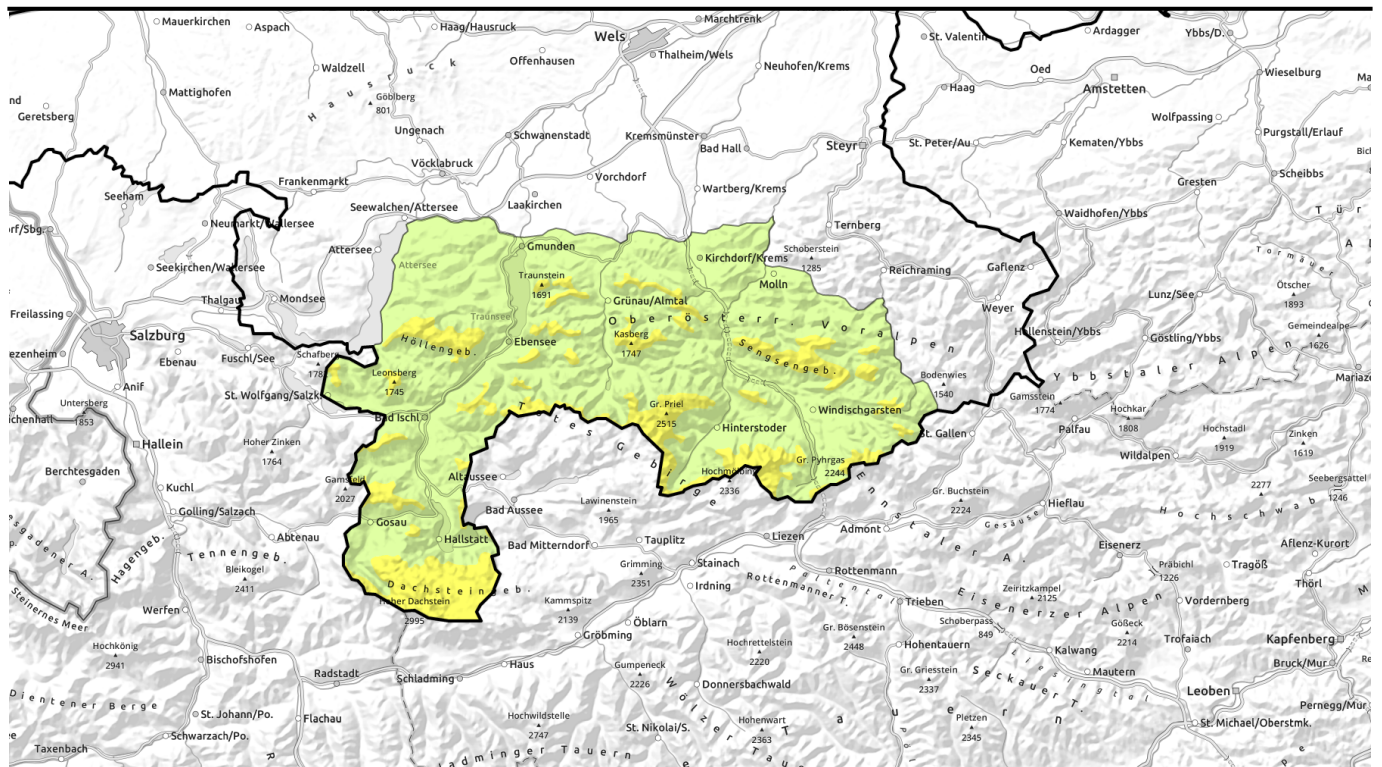 Mauerkirchen
Aspach
Haag/Hausruck
Marchtrenk
Wels
Thalheim/Wels
Offenhausen
St. Valentin
Ardagger
Ybbs/D.
Waldzell
Neuhofen/Krems
Oed
Wieselburg
Mattighofen
Hausruck
Göblberg
801
Haag
Amstetten
Geretsberg
Ungenach
Schwanenstadt
Kremsmünster
Bad Hall
Steyr
St. Peter/Au
Kematen/Ybbs
Wolfpassing
Purgstall/Erlauf
Vöcklabruck
Frankenmarkt
Vorchdorf
Wartberg/Krems
Gresten
Scheibbs
Seeham
Laakirchen
Seewalchen/Attersee
Neumarkt/Wallersee
Ternberg
Waidhofen/Ybbs
Attersee
Gmunden
Schoberstein
1285
Kirchdorf/Krems
Seekirchen/Wallersee
Attersee
Traunstein
1691
Molln
Reichraming
Gaflenz
Tormäuer
Ötscher
1893
Thalgau
Mondsee
Grünau/Almtal
Weyer
Lunz/See
Freilassing
Traunsee
Oberösterr. Voralpen
Salzburg
Höllengeb.
Ebensee
Kasberg
1747
Sengsengeb.
Hollenstein/Ybbs
Göstling/Ybbs
Gemeindealpe
1626
Ebenau
Fuschl/See
Schafberg
Leonsberg
1745
Bodenwies
1540
Ybbstaler Alpen
Anif
St. Wolfgang/Salzk
Untersberg
1853
Bad Ischl
Gr. Priel
2515
Windischgarsten
Gamsstein
1774
Hochkar
1808
Totes Gebirge
Hinterstoder
St. Gallen
Palfau
Hochstadl
1919
Zinken
1619
Hallein
Hoher Zinken
1764
Wildalpen
Berchtesgaden
Altaussee
Hochmölbing
2336
Gr. Pyhrgas
2244
Gamsfeld
2027
Kuchl
Lawinenstein
1965
Gr. Buchstein
2224
2277
Seebergsattel
1246
Golling/Salzach
Gosau
Bad Aussee
Hieflau
Hochschwab
Abtenau
Hallstatt
Bad Mitterndorf
Tauplitz
Liezen
Admont
Gesäuse
Ennstaler A.
Aflenz-Kurort
Hagengeb.
Tennengeb.
Bleikogel
2411
Grimming
2351
Stainach
Rottenmann
Eisenerz
Präbichl
1226
Tragöß
Thörl
Steinernes Meer
Dachsteingeb.
Hoher Dachstein
2995
Kammspitz
2139
Irdning
Rottenmanner T.
Paltental
Trieben
Zeiritzkampel
2125
Eisenerzer Alpen
Vordernberg
Werfen
Öblarn
Gröbming
Gr. Bösenstein
2448
Schoberpass
849
Gößeck
2214
Trofaiach
Kapfenberg
Hochkönig
2941
Bischofshofen
Hochrettelstein
2220
Hohentauern
Kalwang
Bruck/Mur
Radstadt
Schladming
Haus
Gumpeneck
2226
Donnersbachwald
Gr. Griesstein
2337
Liesingtal
Mautern
Leoben
Dientener Berge
Seckauer T.
St. Johann/Po.
Flachau
Hochwildstelle
2747
St. Nikolai/S.
Wölzer
Hohenwart
2363
Pletzen
2345
St. Michael/Oberstmk.
Pernegg/Mur
Taxenbach
Schwarzach/Po.
ladminger Tauern
Tauern